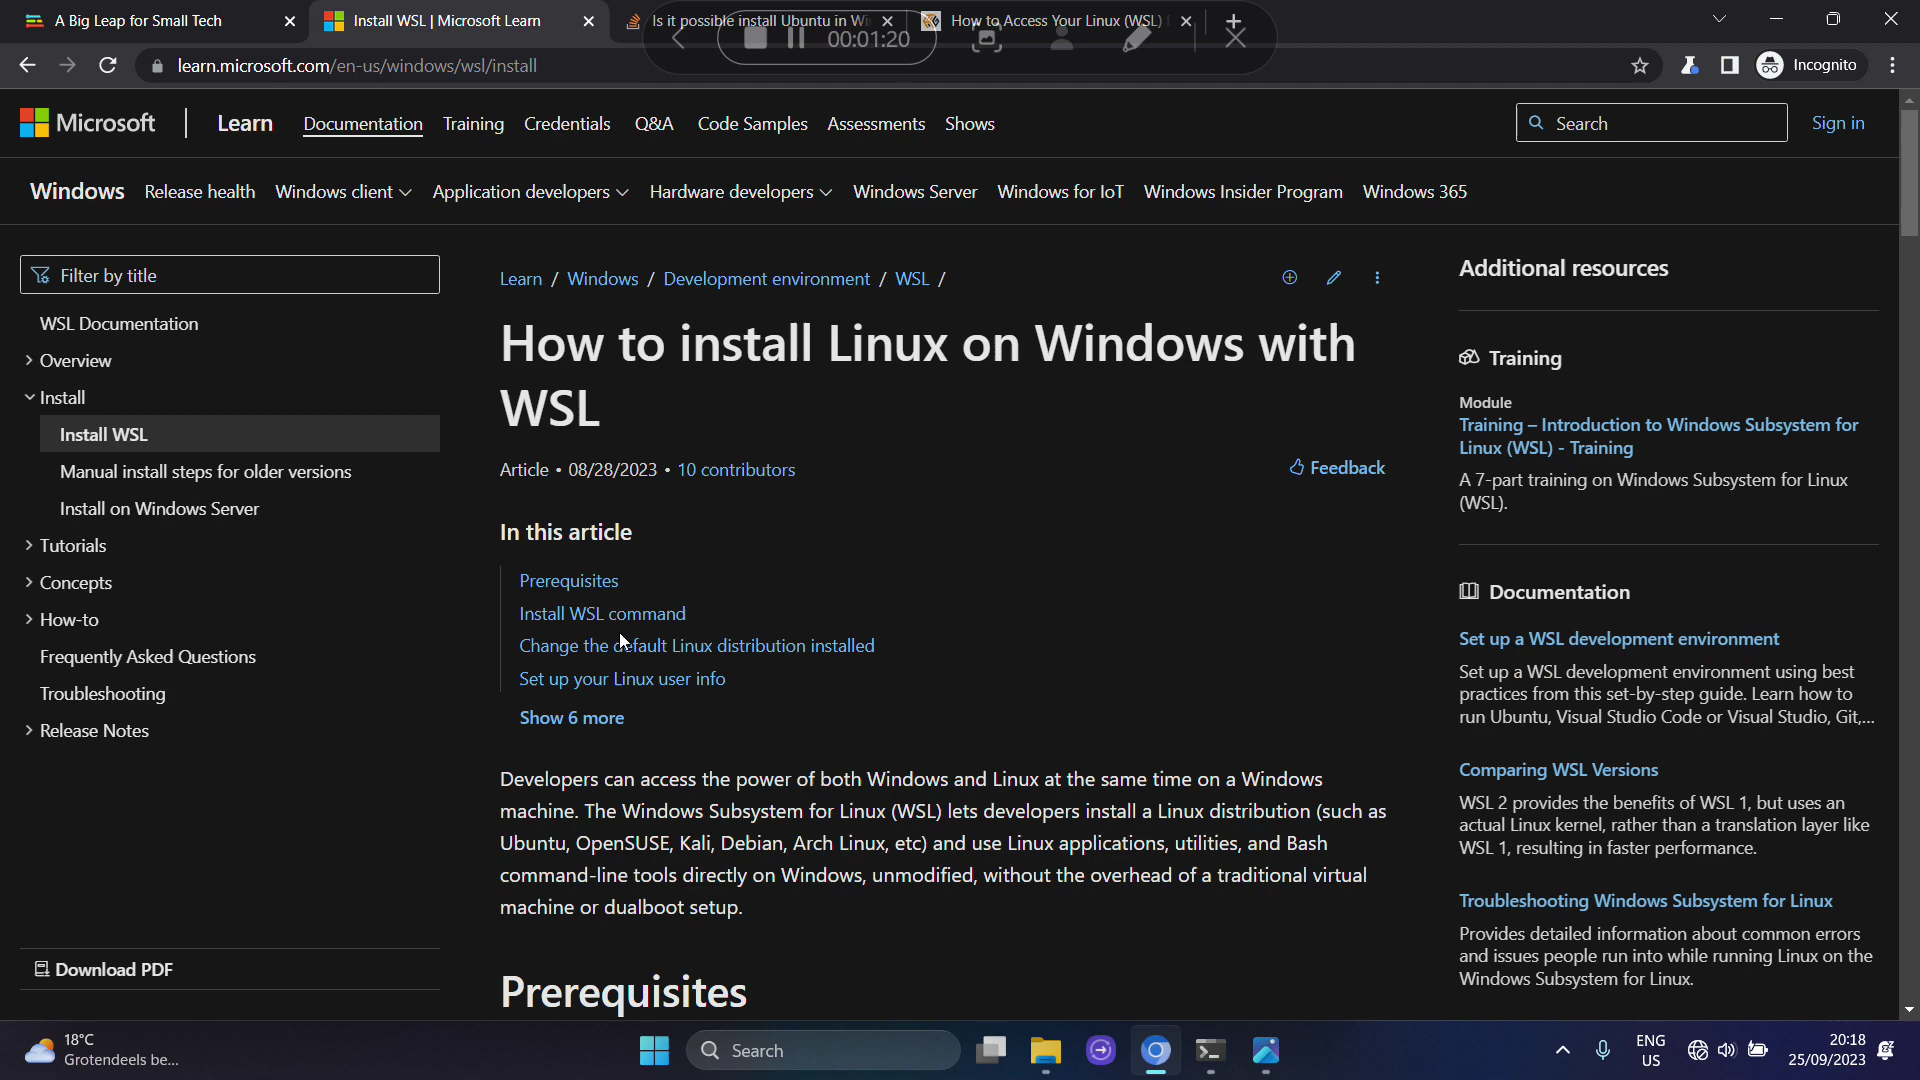 A Big Leap for Small Tech
Install WSL | Microsoft Learn
Is it possible install Ubuntu in Wi
How to Access Your Linux (WSL)
00:01:20
learn.microsoft.com/en-us/windows/wsl/install
Incognito
Microsoft
Learn
Documentation
Training
Credentials
Q&A
Code Samples
Assessments
Shows
Search
Sign in
Windows
Release health
Windows client
Application developers
Hardware developers
Windows Server
Windows for IoT
Windows Insider Program
Windows 365
Filter by title
WSL Documentation
Overview
Install
Install WSL
Manual install steps for older versions
Install on Windows Server
Tutorials
Concepts
How-to
Frequently Asked Questions
Troubleshooting
Release Notes
Download PDF
Learn / Windows / Development environment / WSL /
How to install Linux on Windows with
WSL
Article • 08/28/2023 • 10 contributors
Feedback
In this article
Prerequisites
Install WSL command
Change the default Linux distribution installed
Set up your Linux user info
Show 6 more
Developers can access the power of both Windows and Linux at the same time on a Windows
machine. The Windows Subsystem for Linux (WSL) lets developers install a Linux distribution (such as
Ubuntu, OpenSUSE, Kali, Debian, Arch Linux, etc) and use Linux applications, utilities, and Bash
command-line tools directly on Windows, unmodified, without the overhead of a traditional virtual
machine or dualboot setup.
Prerequisites
Additional resources
Training
Module
Training – Introduction to Windows Subsystem for
Linux (WSL) - Training
A 7-part training on Windows Subsystem for Linux
(WSL).
Documentation
Set up a WSL development environment
Set up a WSL development environment using best
practices from this set-by-step guide. Learn how to
run Ubuntu, Visual Studio Code or Visual Studio, Git,...
Comparing WSL Versions
WSL 2 provides the benefits of WSL 1, but uses an
actual Linux kernel, rather than a translation layer like
WSL 1, resulting in faster performance.
Troubleshooting Windows Subsystem for Linux
Provides detailed information about common errors
and issues people run into while running Linux on the
Windows Subsystem for Linux.
18°C
Grotendeels be...
Search
ENG
US
20:18
25/09/2023